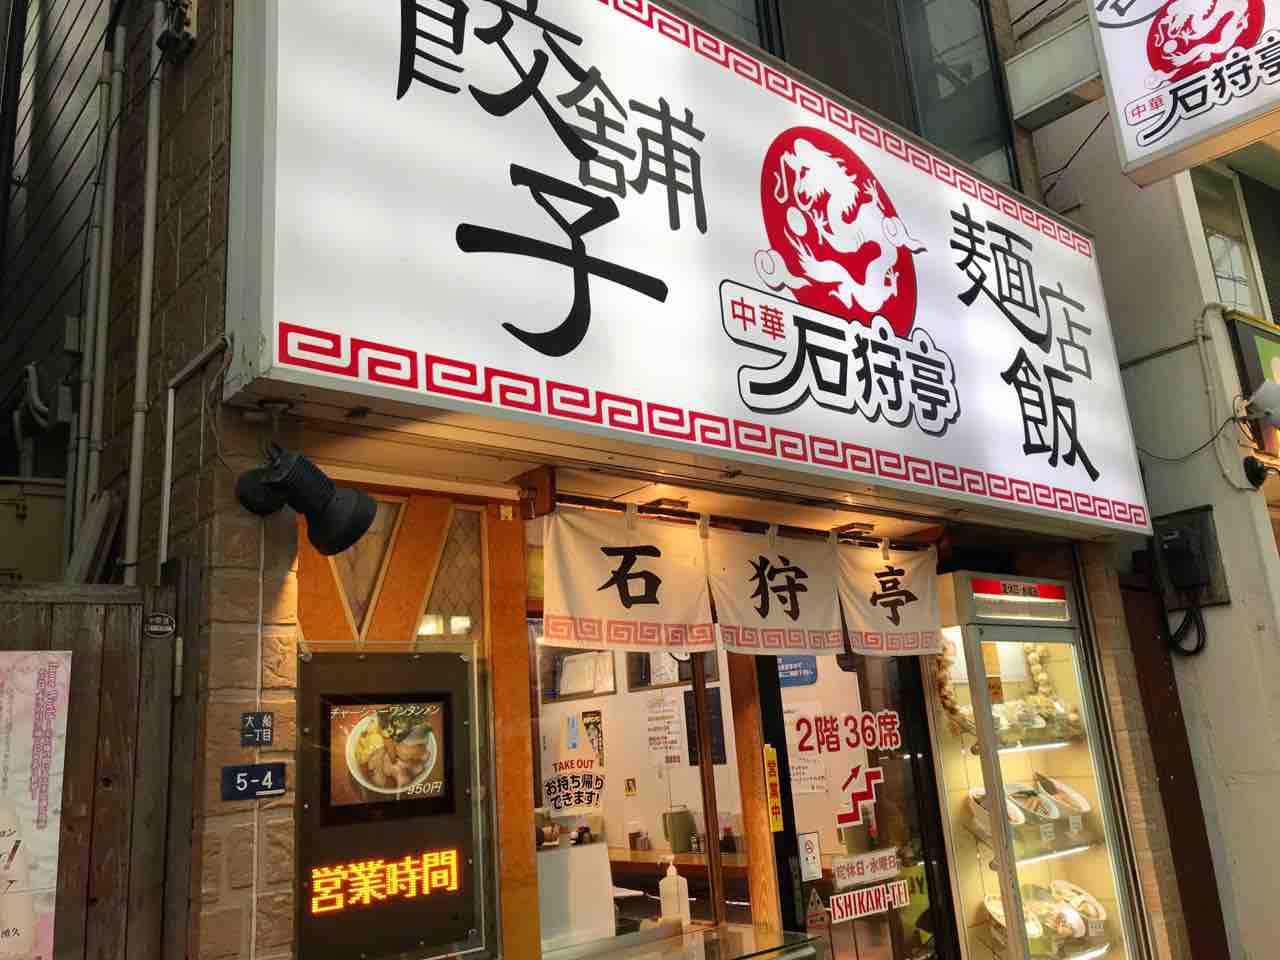 餃子舗
中華
石狩亭
麺飯店
中華
石狩亭
石狩亭
大船
一丁目
5-4
チャーシューワンタンメン
950円
営業時間
TAKE OUT
お持ち帰り
できます!
2階36席
営業中
定休日・水曜日
ISHIKARI-TEI